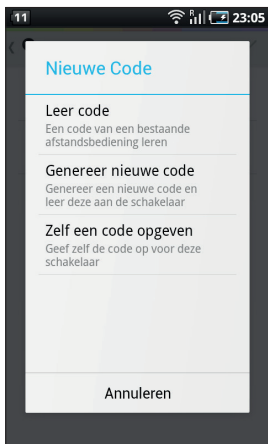 11
R
23:05
Nieuwe Code
Leer code
Een code van een bestaande
afstandsbediening leren
Genereer nieuwe code
Genereer een nieuwe code en
leer deze aan de schakelaar
Zelf een code opgeven
Geef zelf de code op voor deze
schakelaar
Annuleren